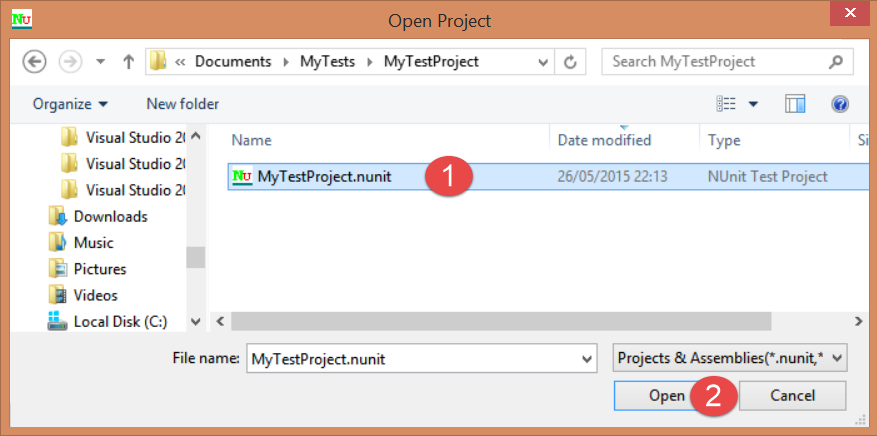 NU Open Project
« Documents MyTests MyTestProject Search MyTestProject
Organize New folder
Name Date modified Type Si
Visual Studio 20
Visual Studio 20
Visual Studio 20
NU MyTestProject.nunit 1 26/05/2015 22:13 NUnit Test Project
Downloads
Music
Pictures
Videos
Local Disk (C:)
File name: MyTestProject.nunit Projects & Assemblies(*.nunit,*
Open 2 Cancel